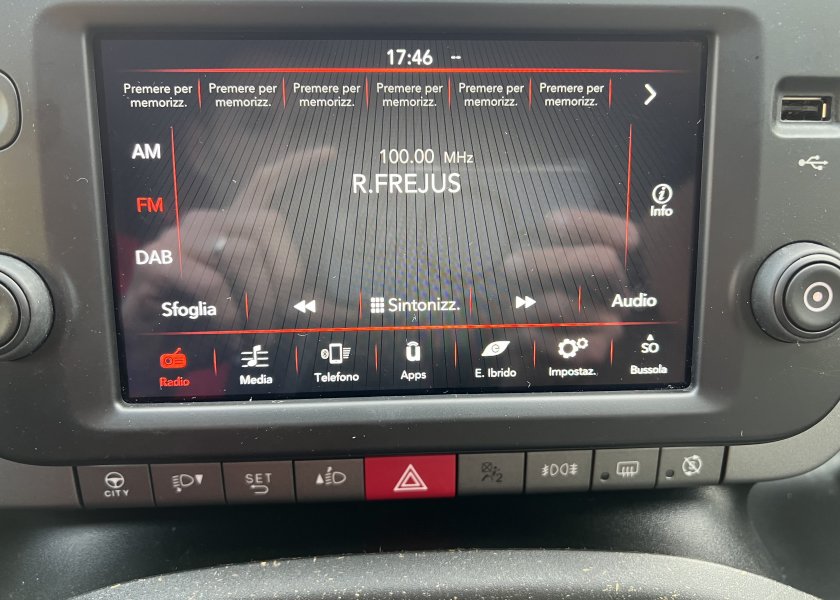 17:46 --
Premere per
memorizz.
Premere per
memorizz.
Premere per
memorizz.
Premere per
memorizz.
Premere per
memorizz.
Premere per
memorizz.
AM
100.00 MHz
R.FREJUS
FM
Info
DAB
Sfoglia
Sintonizz.
Audio
Radio
Media
Telefono
Apps
E. Ibrido
Impostaz.
SO
Bussola
CITY
SET